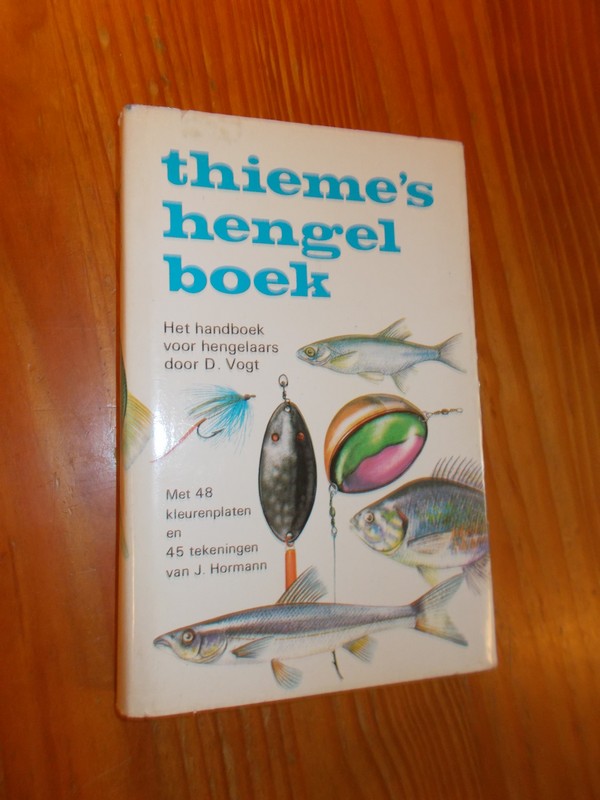 thieme's
hengel
boek
Het handboek
voor hengelaars
door D. Vogt
Met 48
kleurenplaten
en
45 tekeningen
van J. Hormann